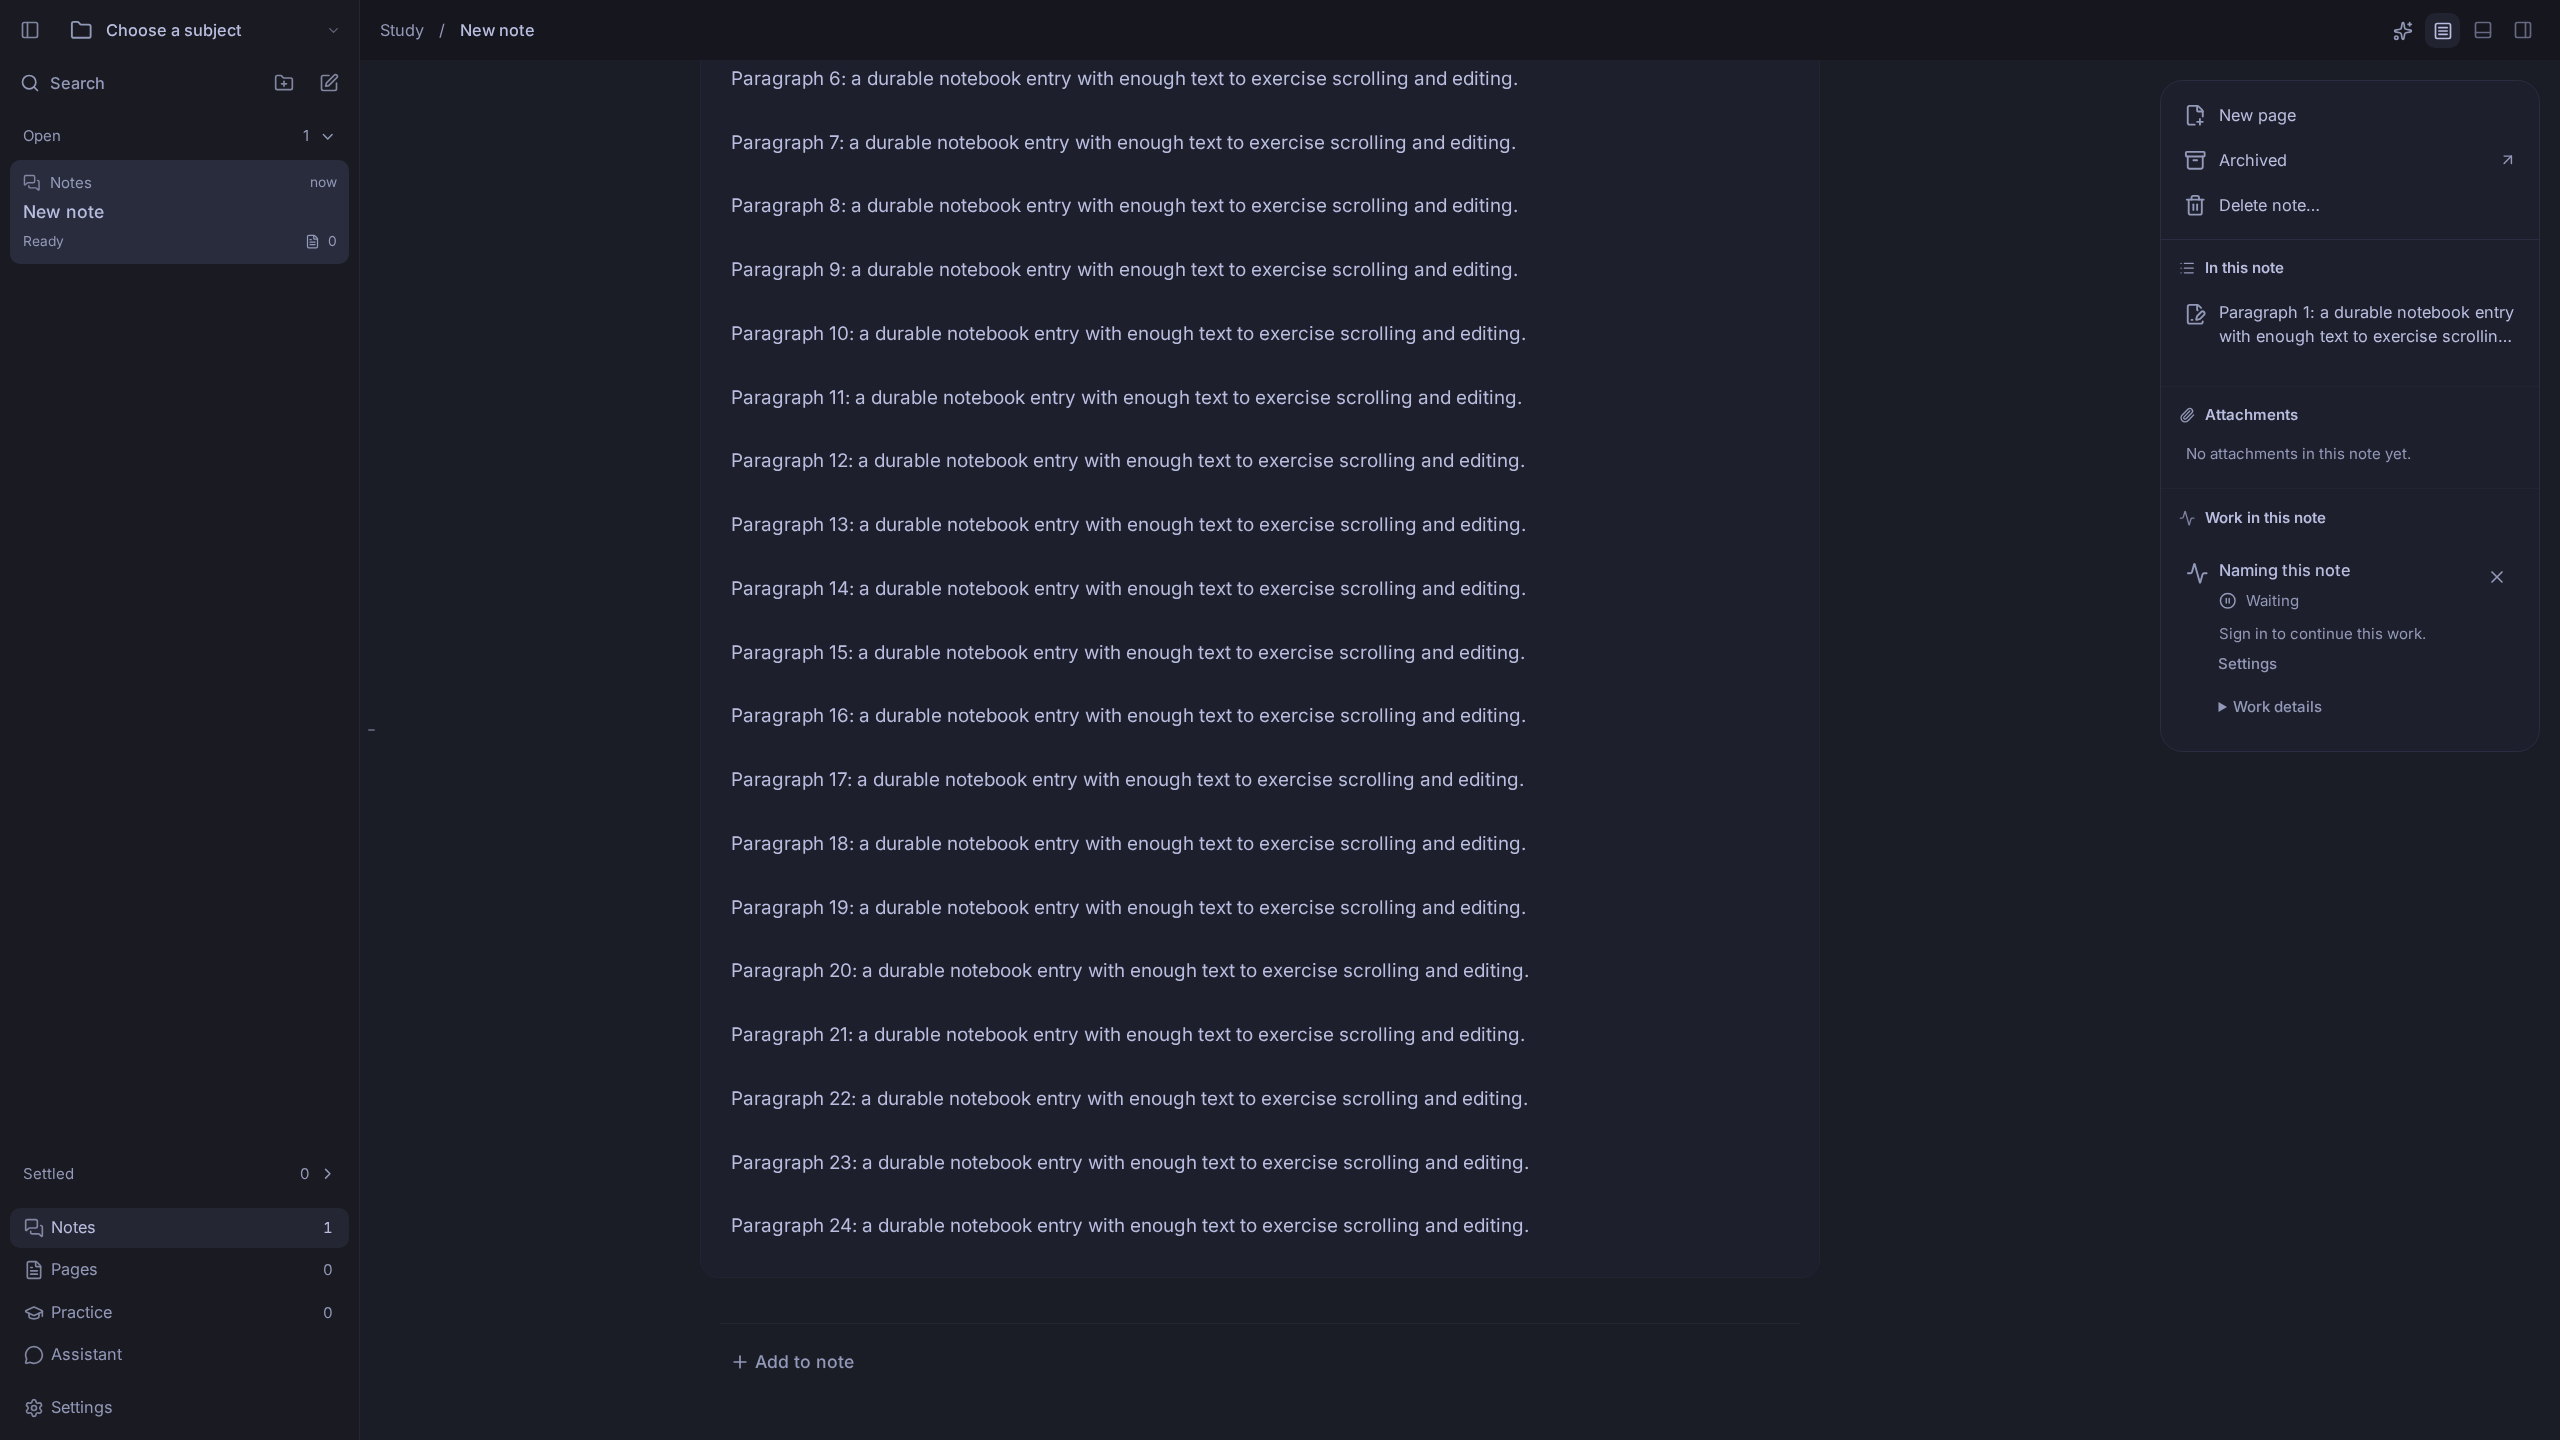 Choose a subject
Search
Open 1
Notes now
New note
Ready 0
Settled 0
Notes 1
Pages 0
Practice 0
Assistant
Settings
Study / New note
Paragraph 6: a durable notebook entry with enough text to exercise scrolling and editing.
Paragraph 7: a durable notebook entry with enough text to exercise scrolling and editing.
Paragraph 8: a durable notebook entry with enough text to exercise scrolling and editing.
Paragraph 9: a durable notebook entry with enough text to exercise scrolling and editing.
Paragraph 10: a durable notebook entry with enough text to exercise scrolling and editing.
Paragraph 11: a durable notebook entry with enough text to exercise scrolling and editing.
Paragraph 12: a durable notebook entry with enough text to exercise scrolling and editing.
Paragraph 13: a durable notebook entry with enough text to exercise scrolling and editing.
Paragraph 14: a durable notebook entry with enough text to exercise scrolling and editing.
Paragraph 15: a durable notebook entry with enough text to exercise scrolling and editing.
Paragraph 16: a durable notebook entry with enough text to exercise scrolling and editing.
Paragraph 17: a durable notebook entry with enough text to exercise scrolling and editing.
Paragraph 18: a durable notebook entry with enough text to exercise scrolling and editing.
Paragraph 19: a durable notebook entry with enough text to exercise scrolling and editing.
Paragraph 20: a durable notebook entry with enough text to exercise scrolling and editing.
Paragraph 21: a durable notebook entry with enough text to exercise scrolling and editing.
Paragraph 22: a durable notebook entry with enough text to exercise scrolling and editing.
Paragraph 23: a durable notebook entry with enough text to exercise scrolling and editing.
Paragraph 24: a durable notebook entry with enough text to exercise scrolling and editing.
Add to note
New page
Archived
Delete note...
In this note
Paragraph 1: a durable notebook entry
with enough text to exercise scrollin...
Attachments
No attachments in this note yet.
Work in this note
Naming this note
Waiting
Sign in to continue this work.
Settings
Work details